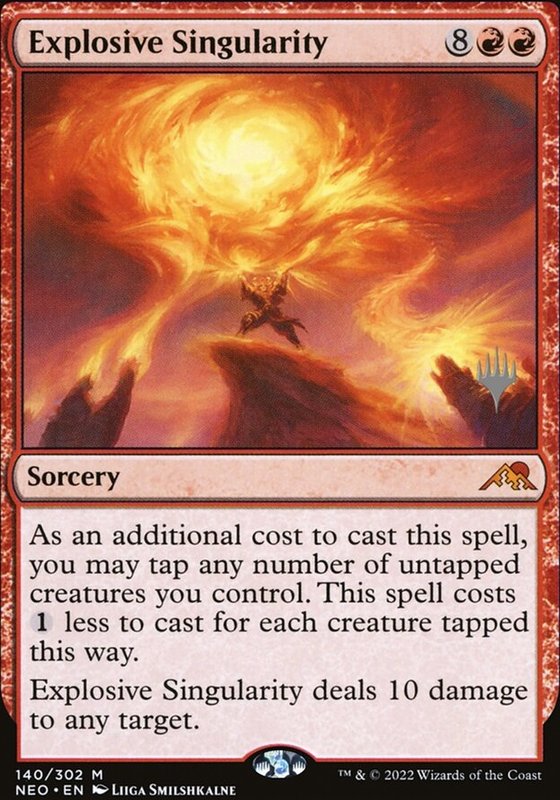 Explosive Singularity 8
Sorcery
As an additional cost to cast this spell,
you may tap any number of untapped
creatures you control. This spell costs
1 less to cast for each creature tapped
this way.
Explosive Singularity deals 10 damage
to any target.
140/302 M
NEO • EN LIIGA SMILSHKALNE
™ & © 2022 Wizards of the Coast